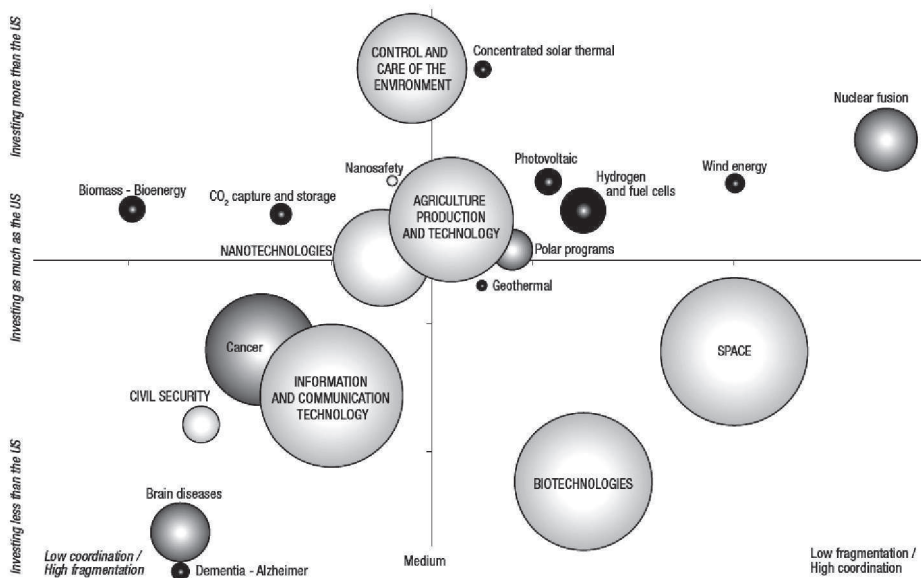 Investing more then the US
CONTROL AND
CARE OF THE
ENVIRONMENT
Concentrated solar thermal
Nuclear fusion
Nanosafety
Photovoltaic
Hydrogen
and fuel cells
Wind energy
Biomass - Bioenergy
CO₂ capture and storage
AGRICULTURE
PRODUCTION
AND TECHNOLOGY
NANOTECHNOLOGIES
Polar programs
Investing as much as the US
Geothermal
Cancer
SPACE
INFORMATION
AND COMMUNICATION
TECHNOLOGY
CIVIL SECURITY
BIOTECHNOLOGIES
Brain diseases
Investing less than the US
Low coordination /
High fragmentation
Dementia - Alzheimer
Medium
Low fragmentation /
High coordination